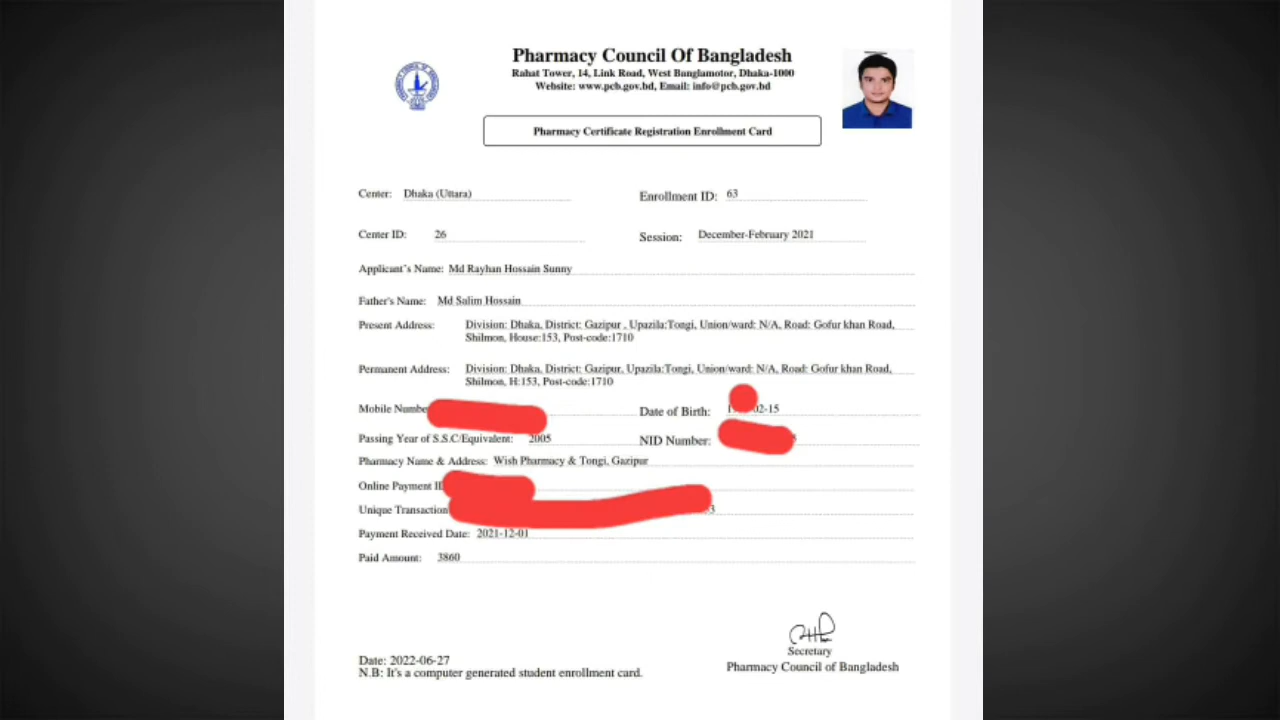 Pharmacy Council Of Bangladesh
Rahat Tower, 14, Link Road, West Banglamotor, Dhaka-1000
Website: www.pcb.gov.bd, Email: info@pcb.gov.bd
Pharmacy Certificate Registration Enrollment Card
Center: Dhaka (Uttara) Enrollment ID: 63
Center ID: 26 Session: December-February 2021
Applicant's Name: Md Rayhan Hossain Sunny
Father's Name: Md Salim Hossain
Present Address: Division: Dhaka, District: Gazipur , Upazila:Tongi, Union/ward: N/A, Road: Gofur khan Road,
Shilmon, House:153, Post-code:1710
Permanent Address: Division: Dhaka, District: Gazipur, Upazila:Tongi, Union/ward: N/A, Road: Gofur khan Road,
Shilmon, H:153, Post-code:1710
Mobile Date of Birth: 02-15
Passing Year of S.S.C/Equivalent: 2005 NID Number:
Pharmacy Name & Address: Wish Pharmacy & Tongi, Gazipur
Online Payment
Unique Transaction 3
Payment Received Date: 2021-12-01
Paid Amount: 3860
Secretary
Date: 2022-06-27 Pharmacy Council of Bangladesh
N.B: It's a computer generated student enrollment card.